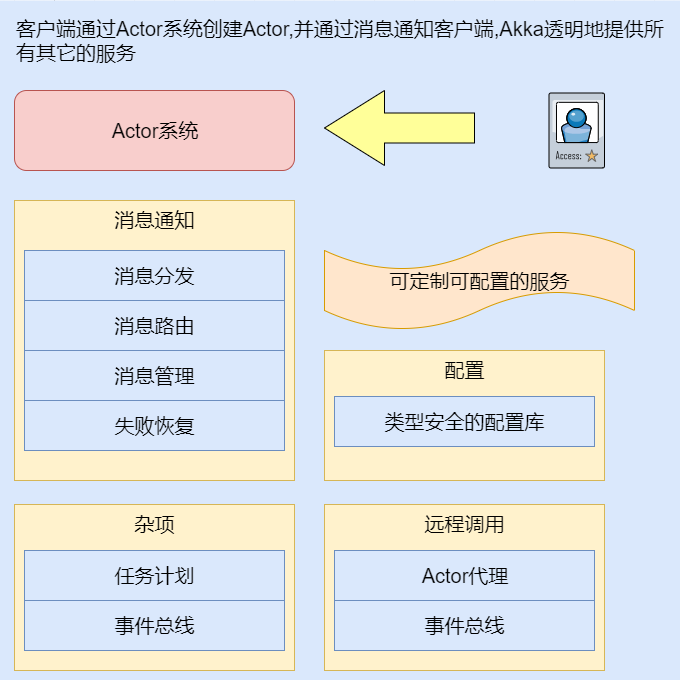 客户端通过Actor系统创建Actor,并通过消息通知客户端,Akka透明地提供所
有其它的服务
Actor系统
Access:
消息通知
消息分发
消息路由
消息管理
失败恢复
可定制可配置的服务
配置
类型安全的配置库
杂项
任务计划
事件总线
远程调用
Actor代理
事件总线